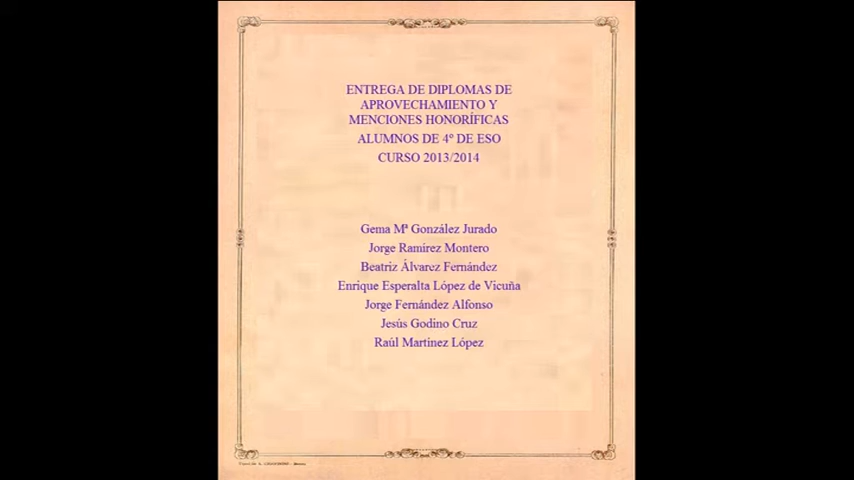 ENTREGA DE DIPLOMAS DE
APROVECHAMIENTO Y
MENCIONES HONORÍFICAS
ALUMNOS DE 4º DE ESO
CURSO 2013/2014
Gema Mª González Jurado
Jorge Ramírez Montero
Beatriz Álvarez Fernández
Enrique Esperalta López de Vicuña
Jorge Fernández Alfonso
Jesús Godino Cruz
Raúl Martinez López